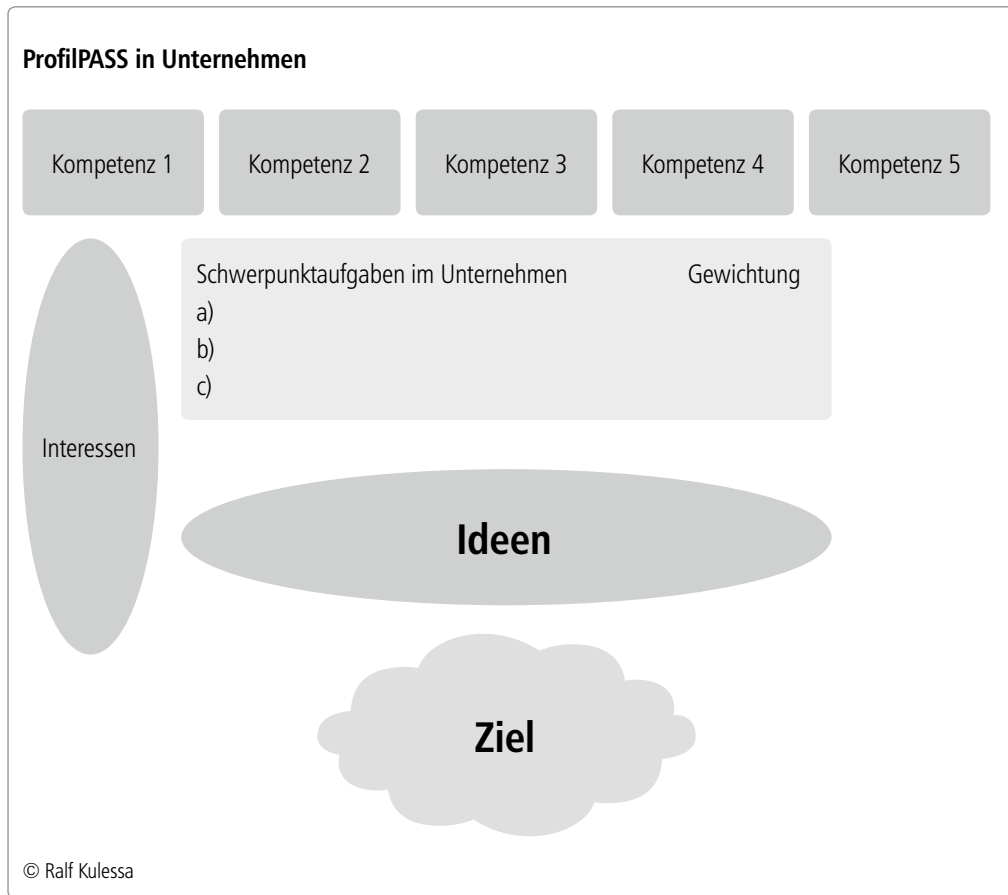 ProfilPASS in Unternehmen
Kompetenz 1
Kompetenz 2
Kompetenz 3
Kompetenz 4
Kompetenz 5
Schwerpunktaufgaben im Unternehmen Gewichtung
a)
b)
c)
Interessen
Ideen
Ziel
© Ralf Kulessa